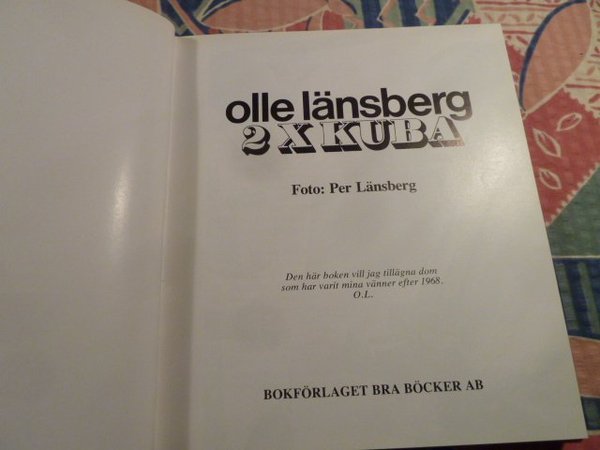 olle länsberg
2 X KUBA
Foto: Per Länsberg
Den här boken vill jag tillägna dom
som har varit mina vänner efter 1968.
O.L.
BOKFÖRLAGET BRA BÖCKER AB